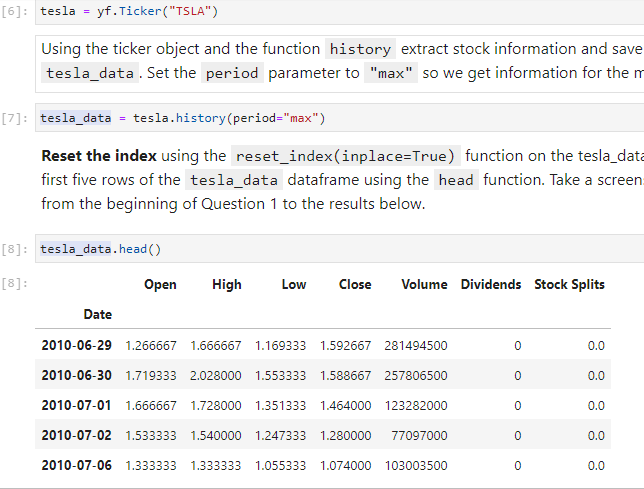 [6]: tesla = yf.Ticker("TSLA")
Using the ticker object and the function history extract stock information and save
tesla_data. Set the period parameter to "max" so we get information for the m
[7]: tesla_data = tesla.history(period="max")
Reset the index using the reset_index(inplace=True) function on the tesla_data
first five rows of the tesla_data dataframe using the head function. Take a screens
from the beginning of Question 1 to the results below.
[8]: tesla_data.head()
[8]: Open High Low Close Volume Dividends Stock Splits
Date
2010-06-29 1.266667 1.666667 1.169333 1.592667 281494500 0 0.0
2010-06-30 1.719333 2.028000 1.553333 1.588667 257806500 0 0.0
2010-07-01 1.666667 1.728000 1.351333 1.464000 123282000 0 0.0
2010-07-02 1.533333 1.540000 1.247333 1.280000 77097000 0 0.0
2010-07-06 1.333333 1.333333 1.055333 1.074000 103003500 0 0.0